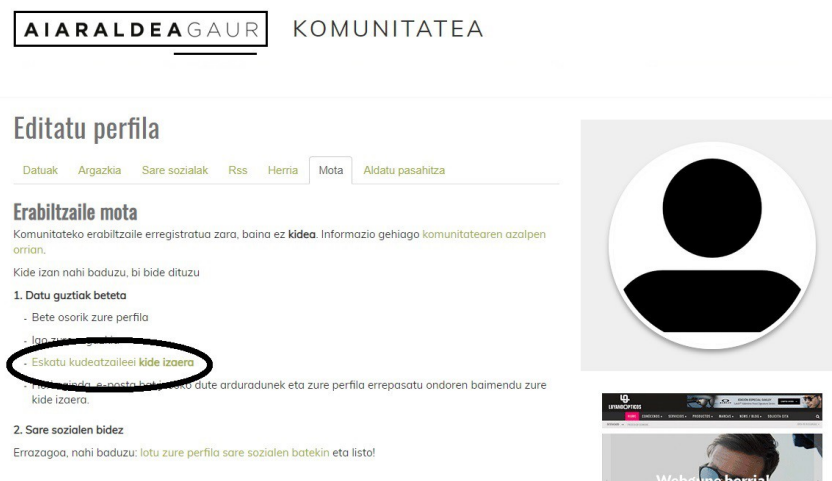 AIARALDEAGAUR KOMUNITATEA
Editatu perfila
Datuak Argazkia Sare sozialak Rss Herria Mota Aldatu pasahitza
Erabiltzaile mota
Komunitateko erabiltzaile erregistratua zara, baina ez kidea. Informazio gehiago komunitatearen azalpen
orrian.
Kide izan nahi baduzu, bi bide dituzu
1. Datu guztiak beteta
- Bete osorik zure perfila
- Igo zure
- Eskatu kudeatzaileei kide izaera
- e-posta bat jasoko dute arduradunek eta zure perfila errepasatu ondoren baimendu zure
kide izaera.
2. Sare sozialen bidez
Errazagoa, nahi baduzu: lotu zure perfila sare sozialen batekin eta listo!
Webgune berria!